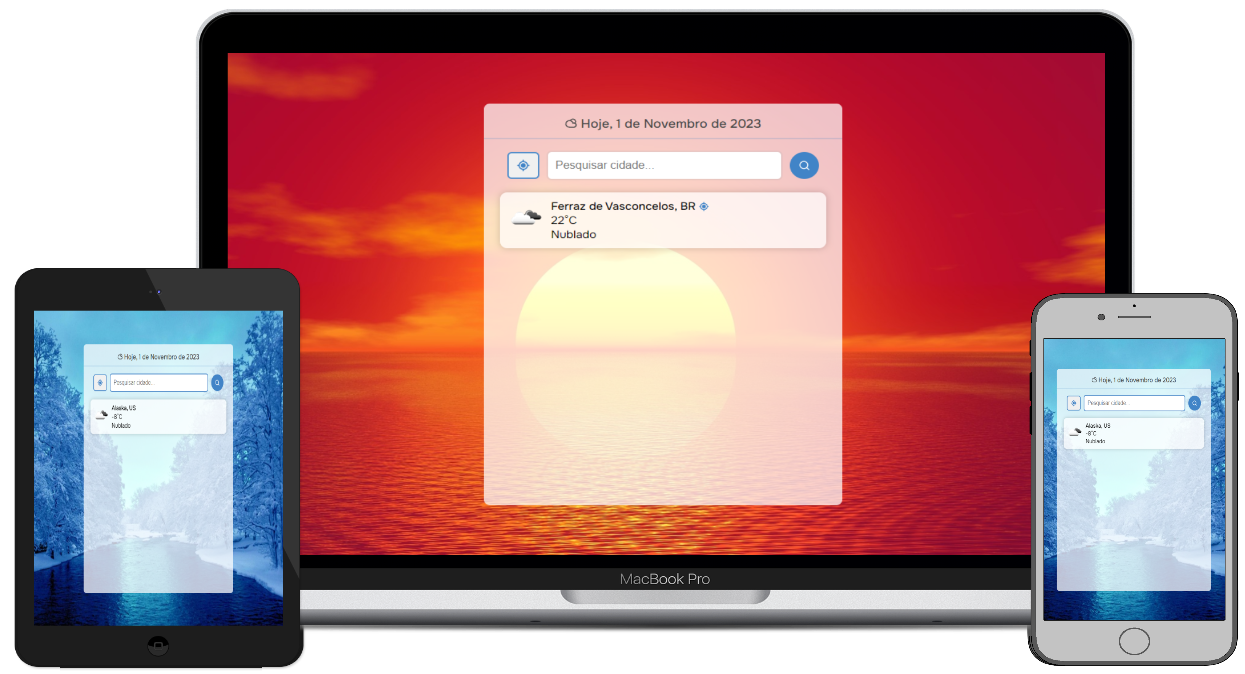 Hoje, 1 de Novembro de 2023
Pesquisar cidade...
Ferraz de Vasconcelos, BR
22°C
Nublado
MacBook Pro
Hoje, 1 de Novembro de 2023
Pesquisar cidade...
Alaska, US
-8°C
Nublado
Hoje, 1 de Novembro de 2023
Pesquisar cidade...
Alaska, US
-8°C
Nublado